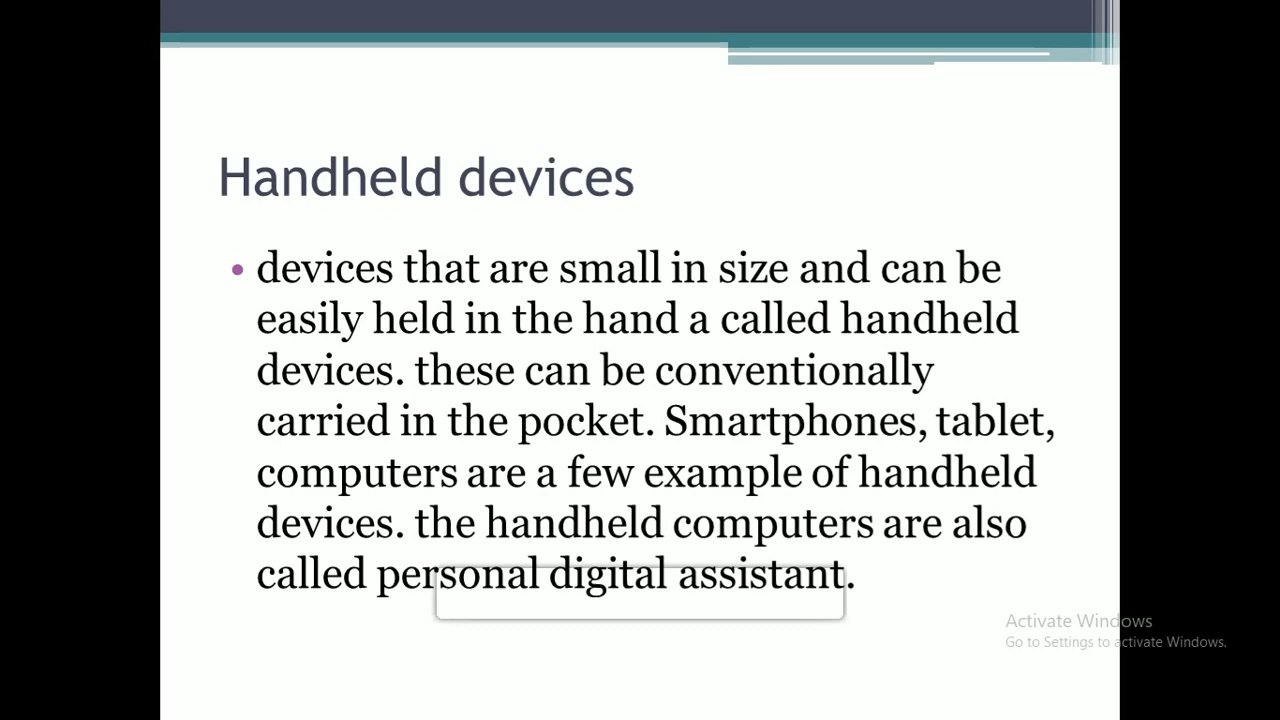 Handheld devices
• devices that are small in size and can be
easily held in the hand a called handheld
devices. these can be conventionally
carried in the pocket. Smartphones, tablet,
computers are a few example of handheld
devices. the handheld computers are also
called personal digital assistant.
Activate Windows
Go to Settings to activate Windows.